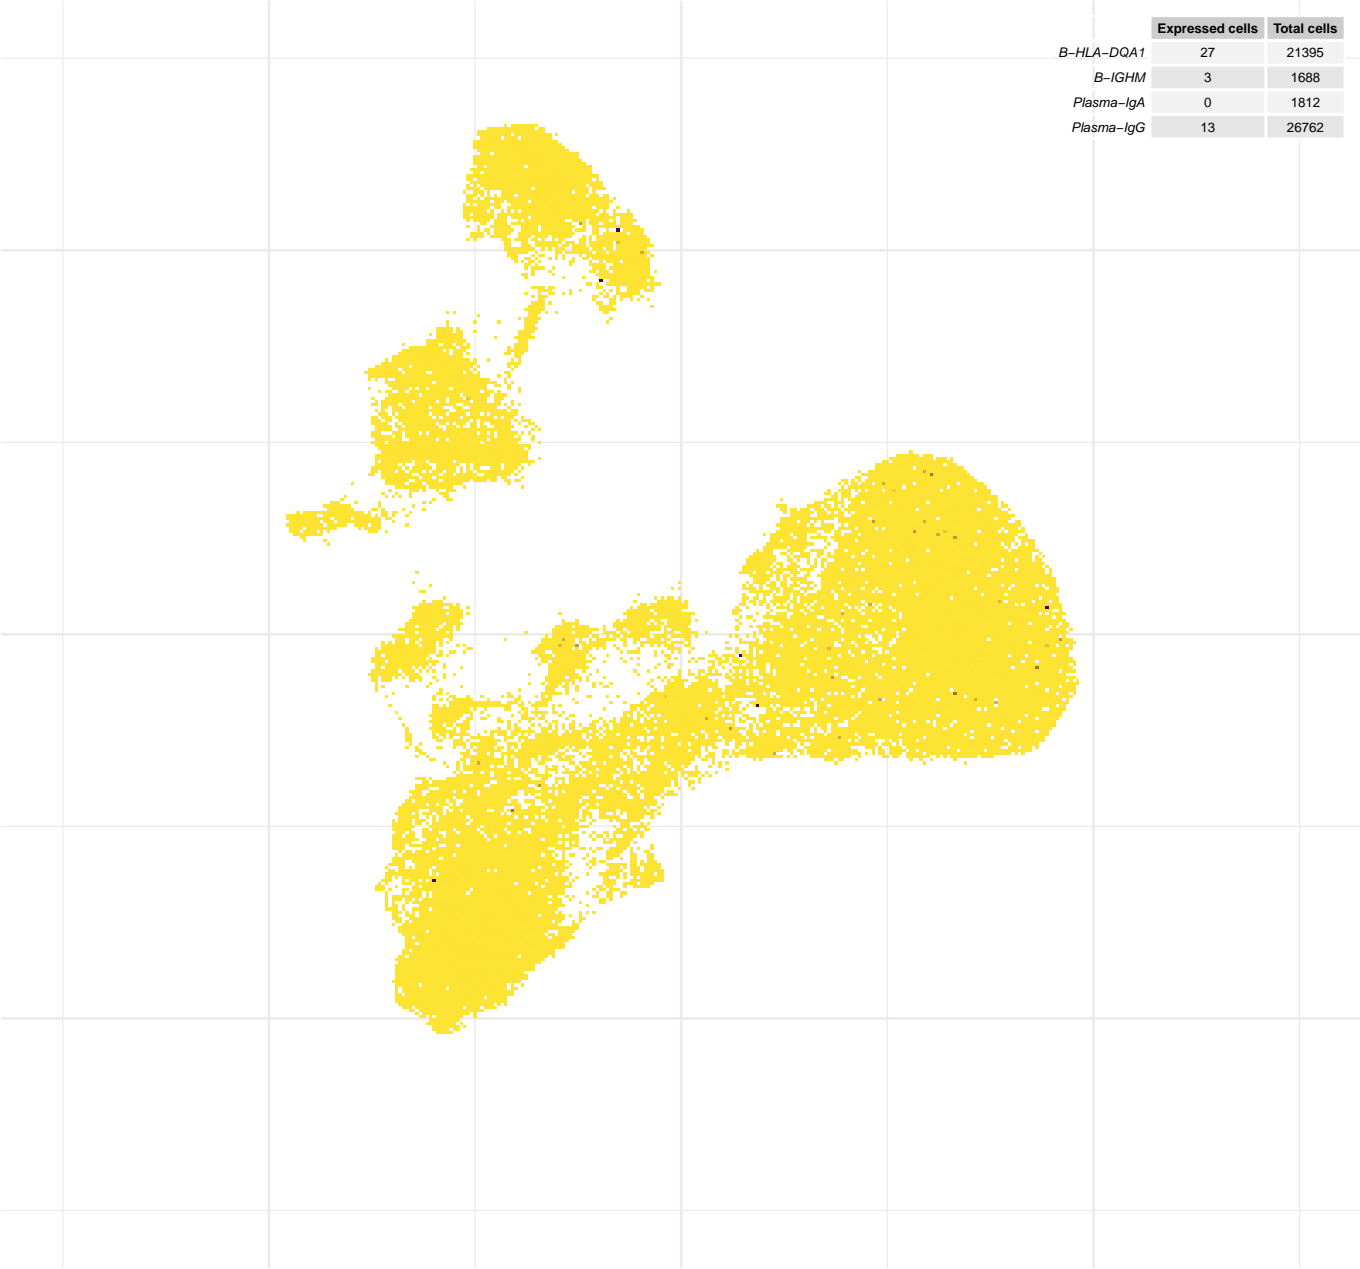 Expressed cells Total cells
B−HLA−DQA1 27 21395
B−IGHM 3 1688
Plasma−IgA 0 1812
Plasma−IgG 13 26762